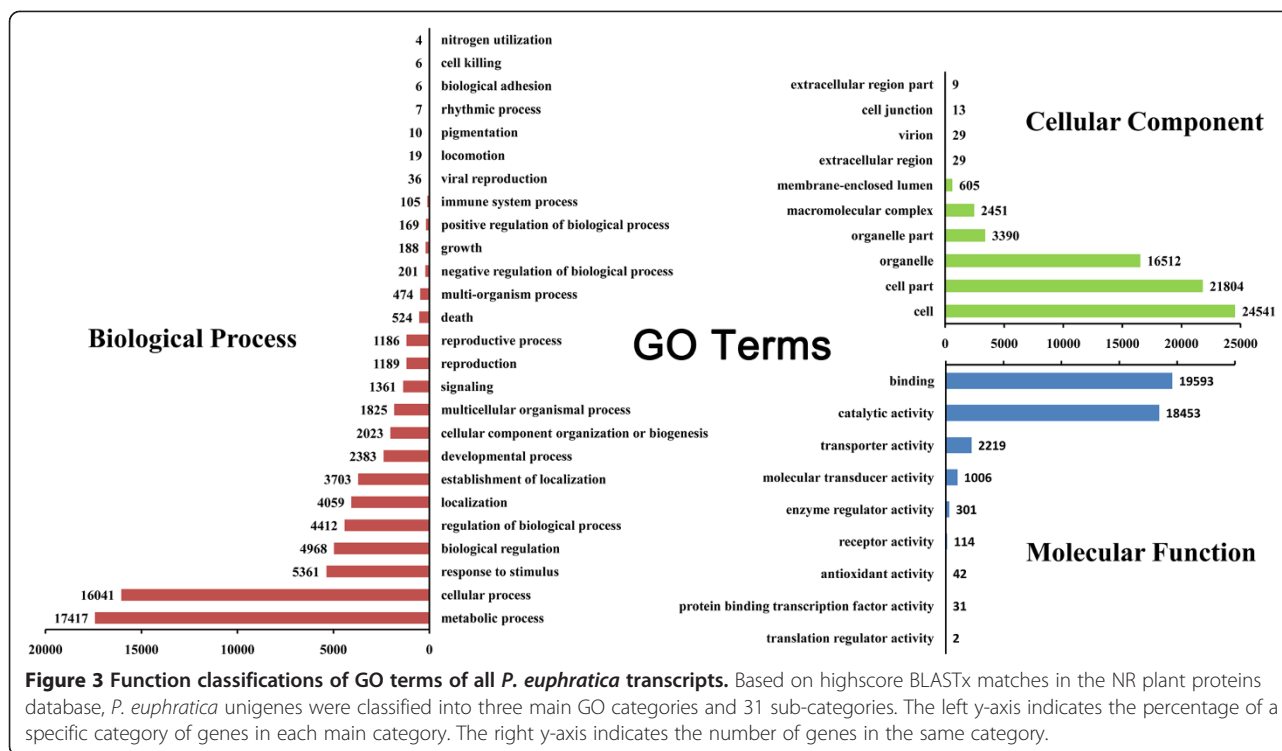 4 nitrogen utilization
6 cell killing
6 biological adhesion
7 rhythmic process
10 pigmentation
19 locomotion
36 viral reproduction
105 immune system process
169 positive regulation of biological process
188 growth
201 negative regulation of biological process
474 multi-organism process
524 death
Biological Process
1186 reproductive process
1189 reproduction
1361 signaling
1825 multicellular organismal process
2023 cellular component organization or biogenesis
2383 developmental process
3703 establishment of localization
4059 localization
4412 regulation of biological process
4968 biological regulation
5361 response to stimulus
16041 cellular process
17417 metabolic process
20000 15000 10000 5000 0
GO Terms
extracellular region part 9
Cellular Component
cell junction 13
virion 29
extracellular region 29
membrane-enclosed lumen 605
macromolecular complex 2451
organelle part 3390
organelle 16512
cell part 21804
cell 24541
0 5000 10000 15000 20000 25000
binding 19593
catalytic activity 18453
transporter activity 2219
molecular transducer activity 1006
enzyme regulator activity 301
receptor activity 114
Molecular Function
antioxidant activity 42
protein binding transcription factor activity 31
translation regulator activity 2
Figure 3 Function classifications of GO terms of all P. euphratica transcripts. Based on highscore BLASTx matches in the NR plant proteins
database, P. euphratica unigenes were classified into three main GO categories and 31 sub-categories. The left y-axis indicates the percentage of a
specific category of genes in each main category. The right y-axis indicates the number of genes in the same category.